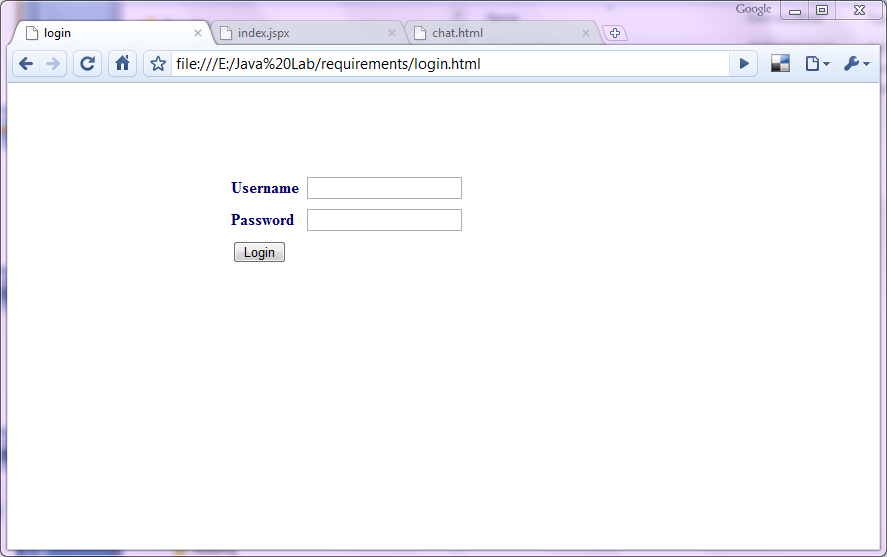 Google
login
index.jspx
chat.html
file:///E:/Java%20Lab/requirements/login.html
Username
Password
Login